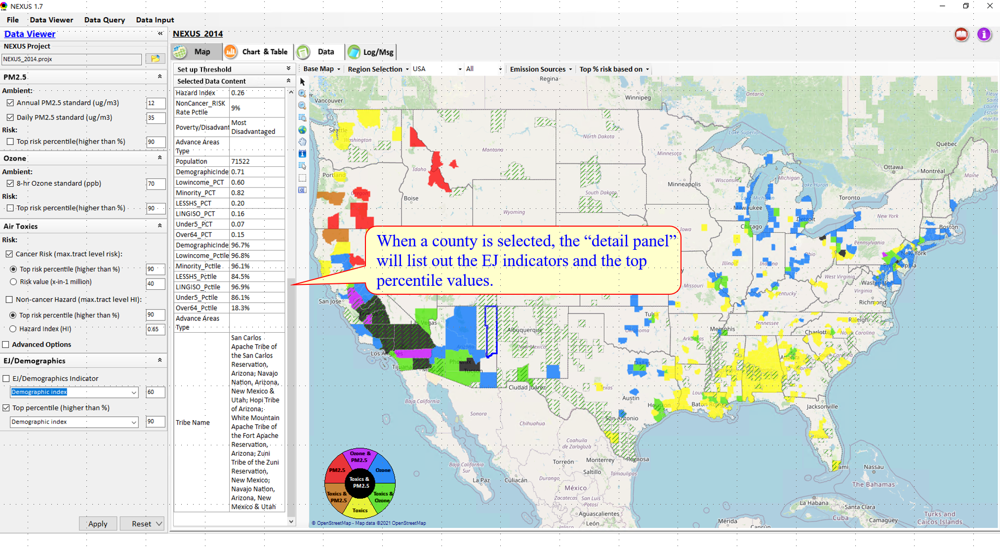 NEXUS 1.7
File Data Viewer Data Query Data Input
Data Viewer «
NEXUS Project
NEXUS_2014.projx
PM2.5
Ambient:
Annual PM2.5 standard (ug/m3) 12
Daily PM2.5 standard (ug/m3) 35
Risk:
Top risk percentile(higher than %) 90
Ozone
Ambient:
8-hr Ozone standard (ppb) 70
Risk:
Top risk percentile(higher than %) 90
Air Toxics
Risk:
Cancer Risk (max.tract level risk):
Top risk percentile (higher than %) 90
Risk value (x-in-1 million) 40
Non-cancer Hazard (max.tract level HI):
Top risk percentile (higher than %) 90
Hazard Index (HI) 0.65
Advanced Options
EJ/Demographics
EJ/Demographics Indicator
Demographic index 60
Top percentile (higher than %)
Demographic index 90
Apply Reset
NEXUS_2014
Map Chart & Table Data Log/Msg
Set up Threshold
Selected Data Content
Hazard Index 0.26
NonCancer_RISK
Rate Pctile 9%
Poverty/Disadvant Most
Disadvantaged
Advance Areas
Type
Population 71522
DemographicInde 0.71
Lowincome_PCT 0.60
Minority_PCT 0.82
LESSHS_PCT 0.20
LINGISO_PCT 0.16
Under5_PCT 0.07
Over64_PCT 0.15
DemographicInde 96.7%
Lowincome_Pctile 96.8%
Minority_Pctile 96.1%
LESSHS_Pctile 84.5%
LINGISO_Pctile 96.9%
Under5_Pctile 86.1%
Over64_Pctile 18.3%
Advance Areas
Type
Tribe Name
San Carlos
Apache Tribe of
the San Carlos
Reservation,
Arizona; Navajo
Nation, Arizona,
New Mexico &
Utah; Hopi Tribe
of Arizona;
White Mountain
Apache Tribe of
the Fort Apache
Reservation,
Arizona; Zuni
Tribe of the Zuni
Reservation,
New Mexico;
Navajo Nation,
Arizona, New
Mexico & Utah
Base Map Region Selection USA All Emission Sources Top % risk based on
Regina
Winnipeg
Ontario
Vancouver
Seattle
Washington
North Dakota
Lake Superior
Québec
Montana
Minnesota
Ottawa
Montréal
Maine
Portland
Idaho
Wisconsin
Michigan
Lake Huron
Minneapolis
Oregon
Boise
South Dakota
Lake Michigan
Toronto
Milwaukee
Detroit
New York
Wyoming
Iowa
Chicago
Boston
When a county is selected, the “detail panel”
will list out the EJ indicators and the top
percentile values.
Pennsylvania
New York
Ohio
Illinois
Indiana
Philadelphia
West Virginia
Washington
Missouri
Kentucky
Virginia
San Jose
Richmond
Fresno
Tulsa
Las Vegas
Raleigh
Albuquerque
Memphis
Tennessee
Charlotte
North Carolina
Oklahoma
Arkansas
Arizona
New Mexico
Los Angeles
Phoenix
Atlanta
South Carolina
Dallas
Tijuana
Mexicali
Tucson
Georgia
Ciudad Juárez
Texas
Louisiana
Austin
Houston
Baton Rouge
Jacksonville
Baja California
Sonora
San Antonio
Chihuahua
Florida
Coahuila
de Zaragoza
Reynosa
Torreón
Monterrey
Miami
Nassau
Baja California
Sur
Saltillo
Tamaulipas
La Paz
Culiacán
Durango
The Bahamas
México
Zacatecas
San Luis
Potosí
La Habana
Santa Clara
Aguascalientes
Cuba
Camagüey
Turks and
Caicos Islands
León
Mérida
Cancún
Ozone &
PM2.5
PM2.5
Ozone
Toxics &
PM2.5
Toxics &
PM2.5
Toxics &
Ozone
Toxics
© OpenStreetMap - Map data ©2021 OpenStreetMap